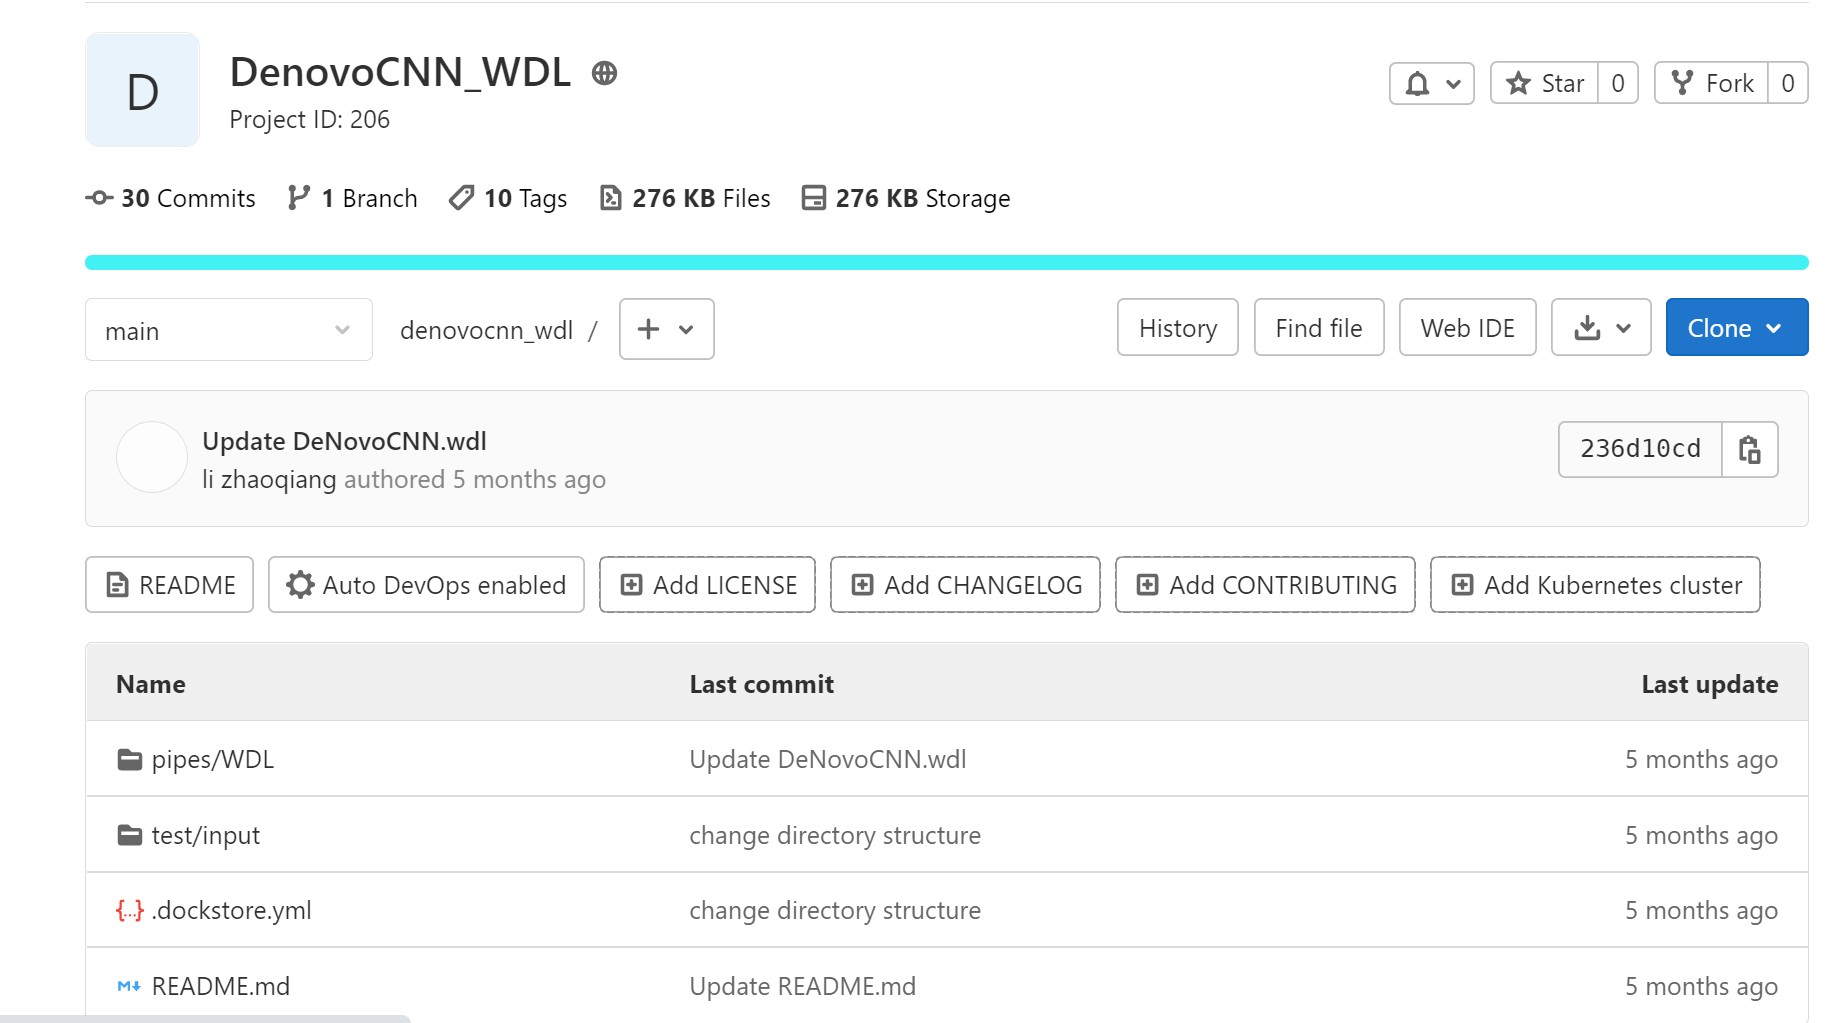 D
DenovoCNN_WDL
Project ID: 206
Star 0
Fork 0
30 Commits 1 Branch 10 Tags 276 KB Files 276 KB Storage
main
denovocnn_wdl /
History Find file Web IDE Clone
Update DeNovoCNN.wdl
li zhaoqiang authored 5 months ago
236d10cd
README Auto DevOps enabled Add LICENSE Add CHANGELOG Add CONTRIBUTING Add Kubernetes cluster
Name Last commit Last update
pipes/WDL Update DeNovoCNN.wdl 5 months ago
test/input change directory structure 5 months ago
.dockstore.yml change directory structure 5 months ago
README.md Update README.md 5 months ago